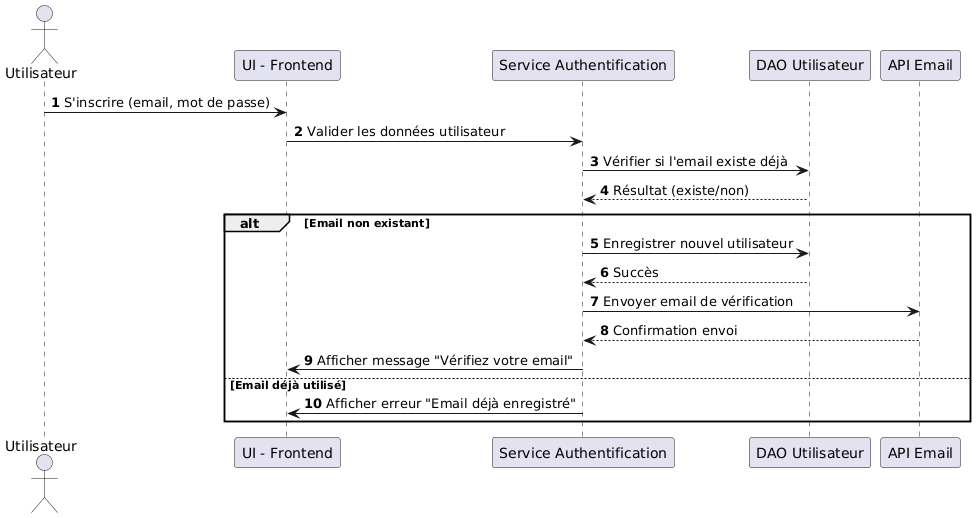 Utilisateur
UI - Frontend
Service Authentification
DAO Utilisateur
API Email
1 S'inscrire (email, mot de passe)
2 Valider les données utilisateur
3 Vérifier si l'email existe déjà
4 Résultat (existe/non)
alt
[Email non existant]
5 Enregistrer nouvel utilisateur
6 Succès
7 Envoyer email de vérification
8 Confirmation envoi
9 Afficher message "Vérifiez votre email"
[Email déjà utilisé]
10 Afficher erreur "Email déjà enregistré"
Utilisateur
UI - Frontend
Service Authentification
DAO Utilisateur
API Email